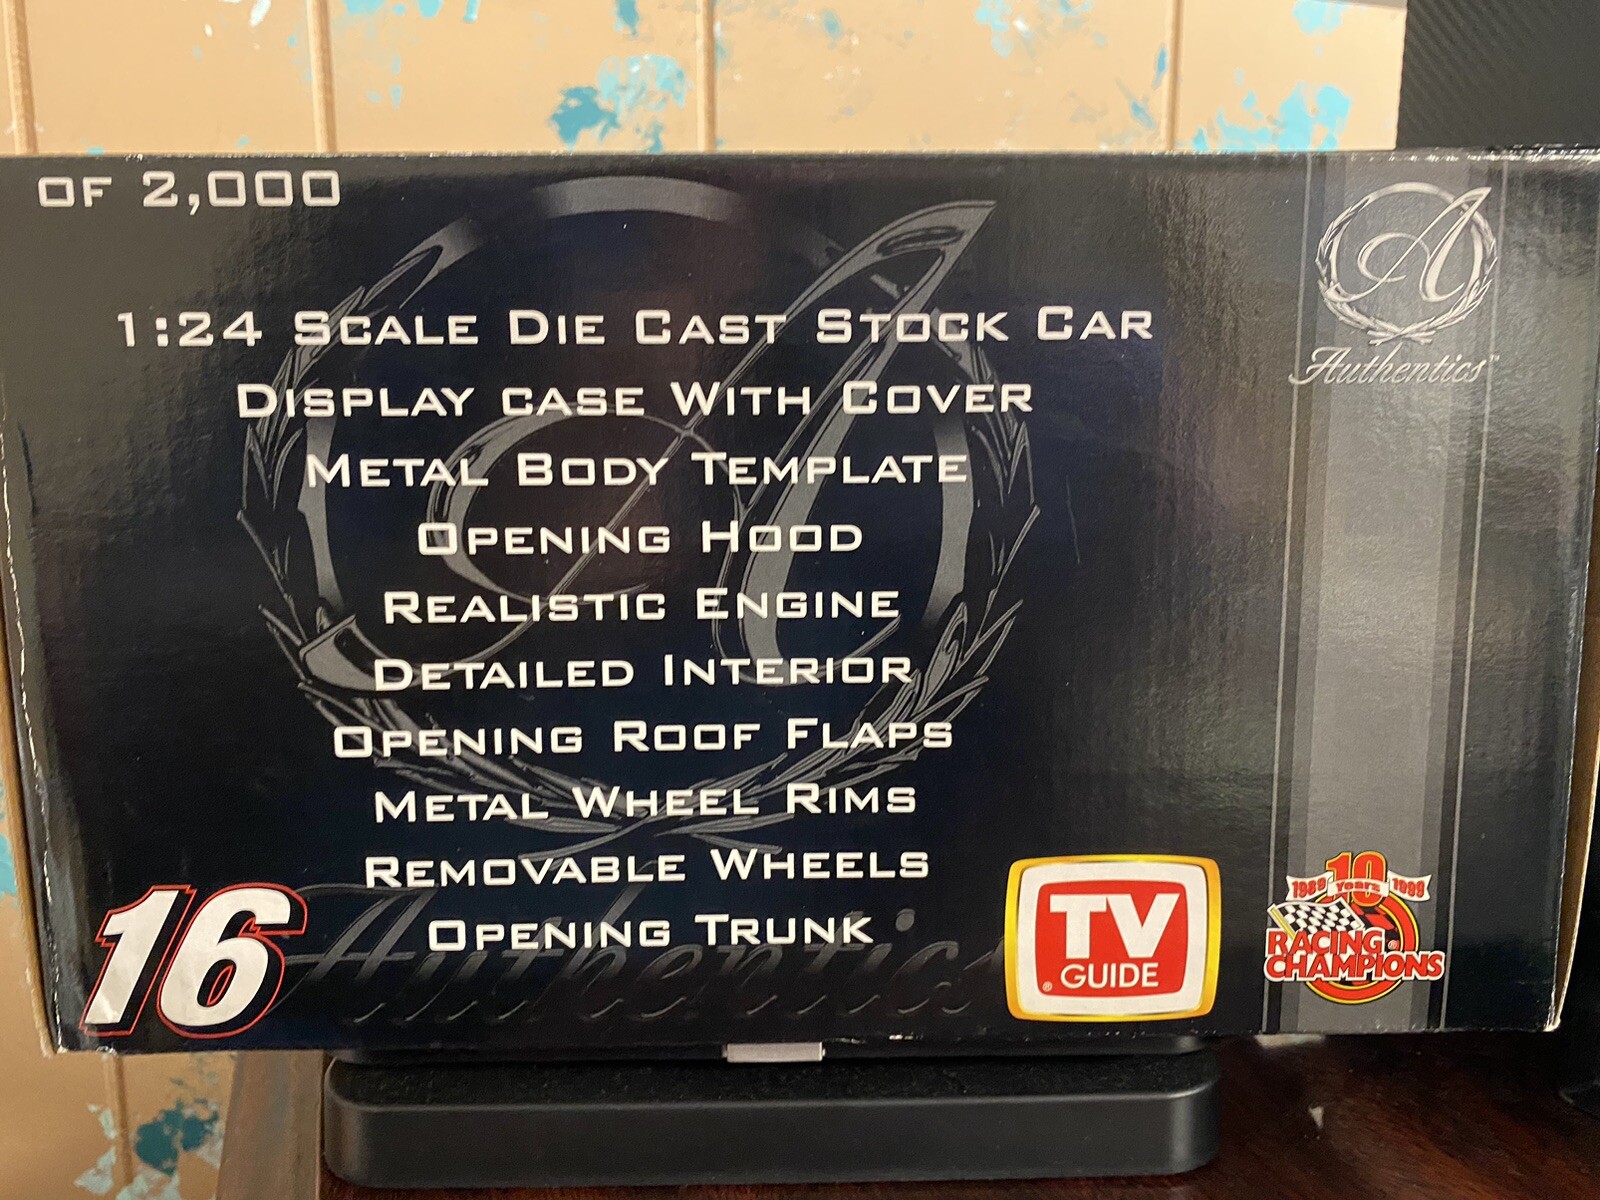 OF 2,000
1:24 SCALE DIE CAST STOCK CAR
DISPLAY CASE WITH COVER
METAL BODY TEMPLATE
OPENING HOOD
REALISTIC ENGINE
DETAILED INTERIOR
OPENING ROOF FLAPS
METAL WHEEL RIMS
REMOVABLE WHEELS
OPENING TRUNK
Authentics
16
TV
® GUIDE
A
Authentics™
10
1989 Years 1999
RACING®
CHAMPIONS